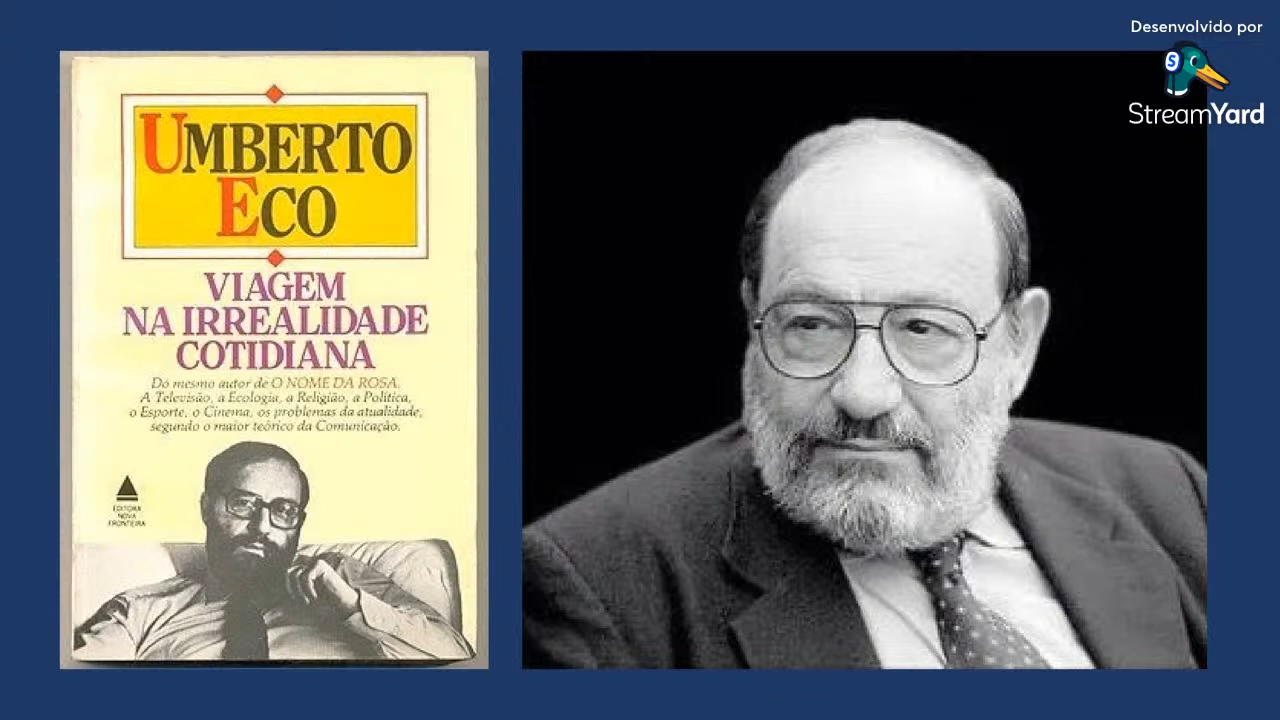 Desenvolvido por
StreamYard
UMBERTO
ECO
VIAGEM
NA IRREALIDADE
COTIDIANA
Do mesmo autor de O NOME DA ROSA.
A Televisão, a Ecologia, a Religião, a Política,
o Esporte, o Cinema, os problemas da atualidade,
segundo o maior teórico da Comunicação.
EDITORA
NOVA
FRONTEIRA